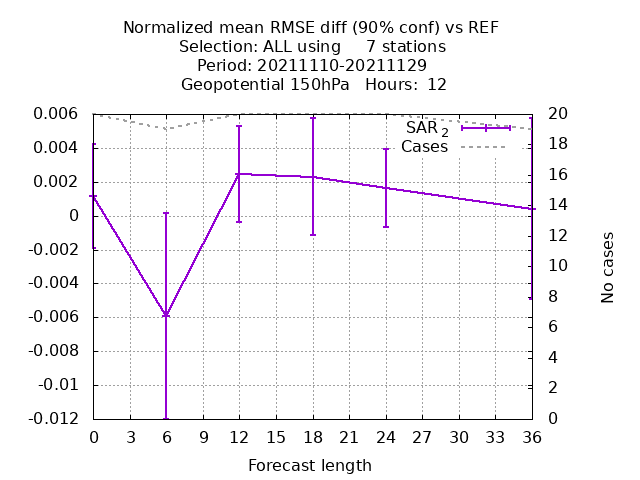 Normalized mean RMSE diff (90% conf) vs REF
Selection: ALL using     7 stations
Period: 20211110-20211129
Geopotential 150hPa   Hours:  12
0.006
0.004
0.002
0
-0.002
-0.004
-0.006
-0.008
-0.01
-0.012
SAR 2
Cases
20
18
16
14
12
10
8
6
4
2
0
No cases
0 3 6 9 12 15 18 21 24 27 30 33 36
Forecast length